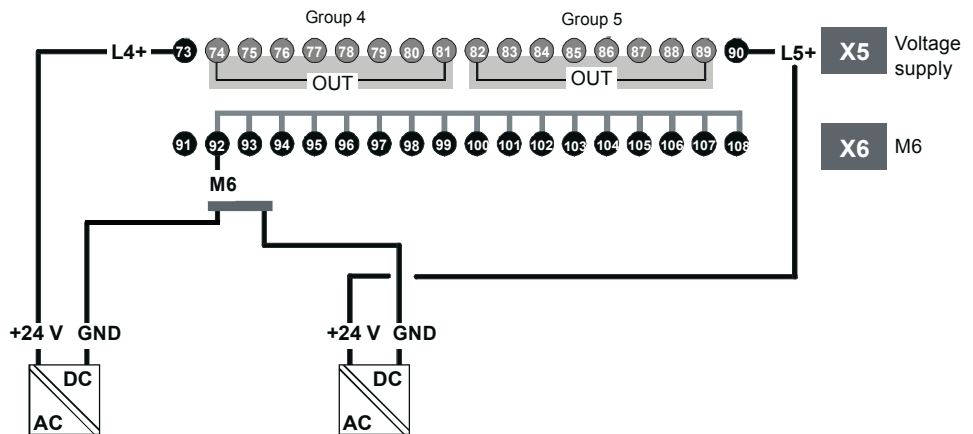 Group 4 Group 5
L4+ 73 74 75 76 77 78 79 80 81 82 83 84 85 86 87 88 89 90 L5+ X5 Voltage
supply
OUT OUT
91 92 93 94 95 96 97 98 99 100 101 102 103 104 105 106 107 108 X6 M6
M6
+24 V GND +24 V GND
DC DC
AC AC